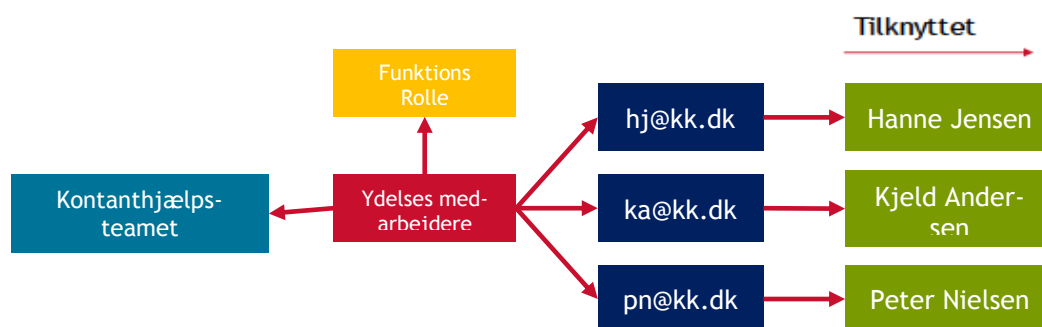 Tilknyttet
Funktions
Rolle
hj@kk.dk
Hanne Jensen
Kontanthjælps-
teamet
Ydelses med-
arbejdere
ka@kk.dk
Kjeld Ander-
sen
pn@kk.dk
Peter Nielsen